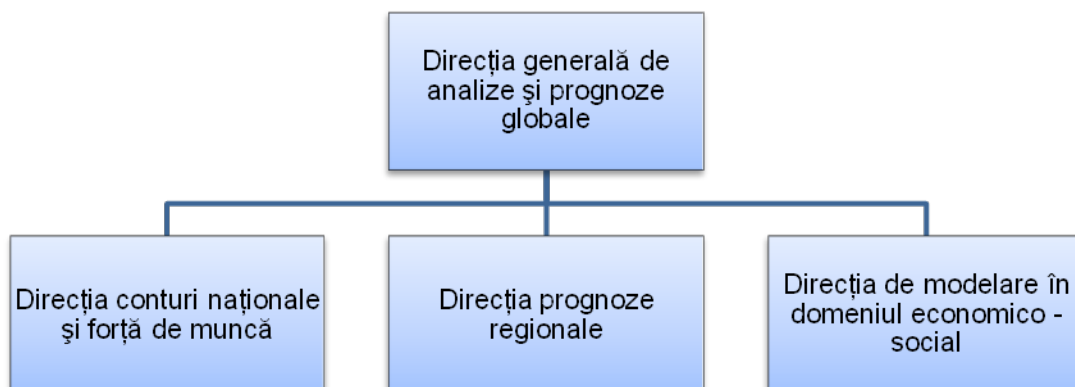 Direcția generală de
analize şi prognoze
globale
Direcția conturi naționale
şi forță de muncă
Direcția prognoze
regionale
Direcția de modelare în
domeniul economico -
social